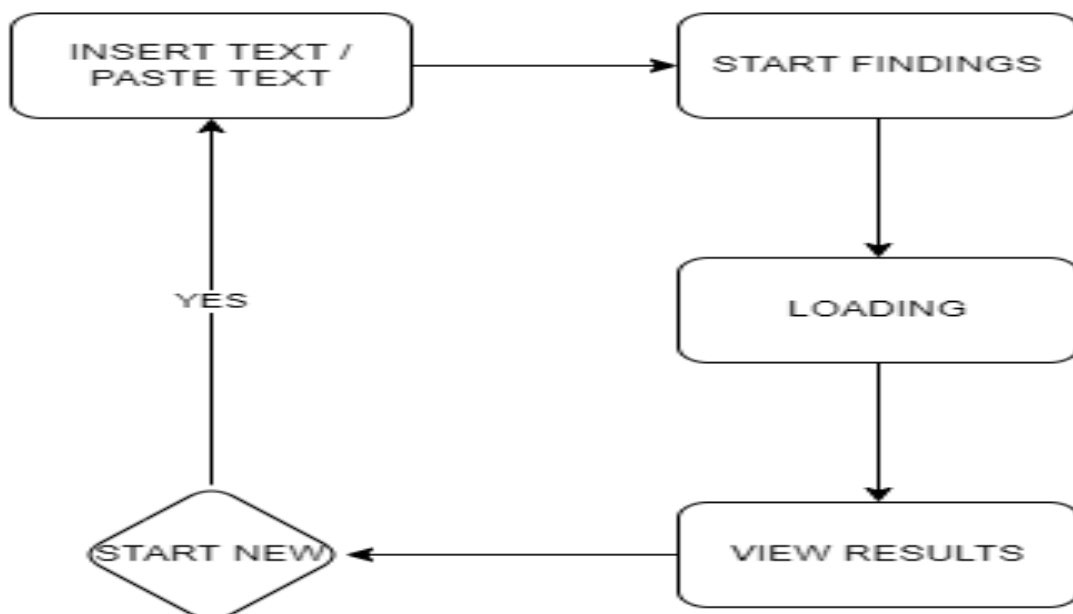 INSERT TEXT /
PASTE TEXT
START FINDINGS
LOADING
YES
START NEW
VIEW RESULTS